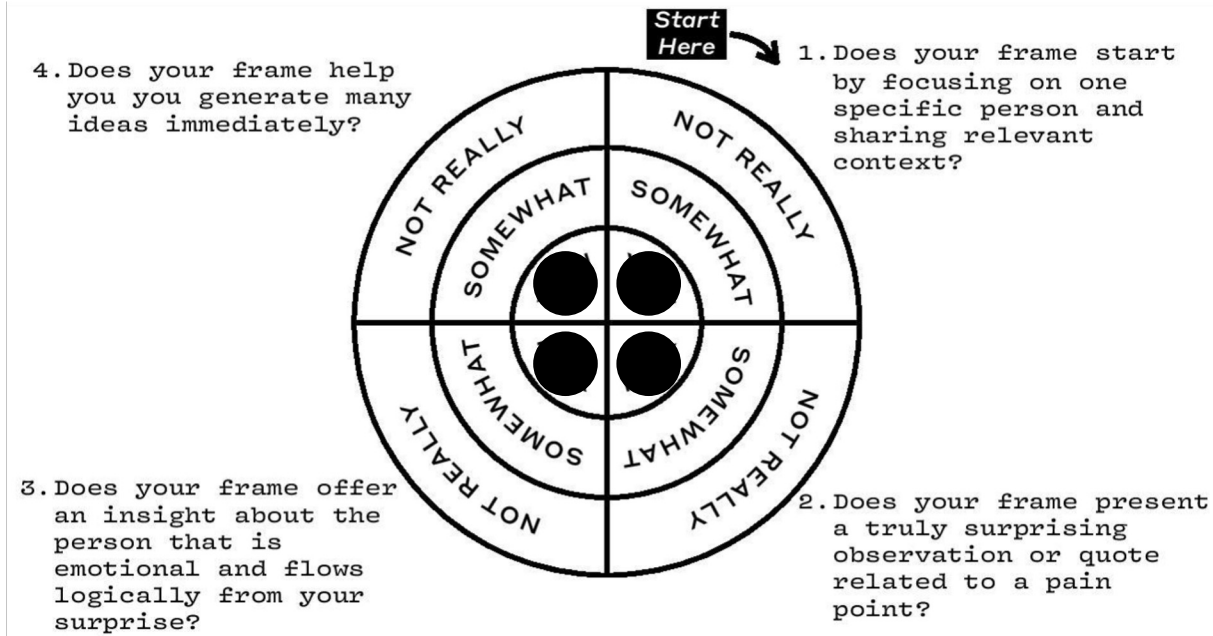 Start
Here
1.Does your frame start
by focusing on one
specific person and
sharing relevant
context?
NOT REALLY
SOMEWHAT
2.Does your frame present
a truly surprising
observation or quote
related to a pain
point?
NOT REALLY
SOMEWHAT
3.Does your frame offer
an insight about the
person that is
emotional and flows
logically from your
surprise?
NOT REALLY
SOMEWHAT
4.Does your frame help
you you generate many
ideas immediately?
NOT REALLY
SOMEWHAT